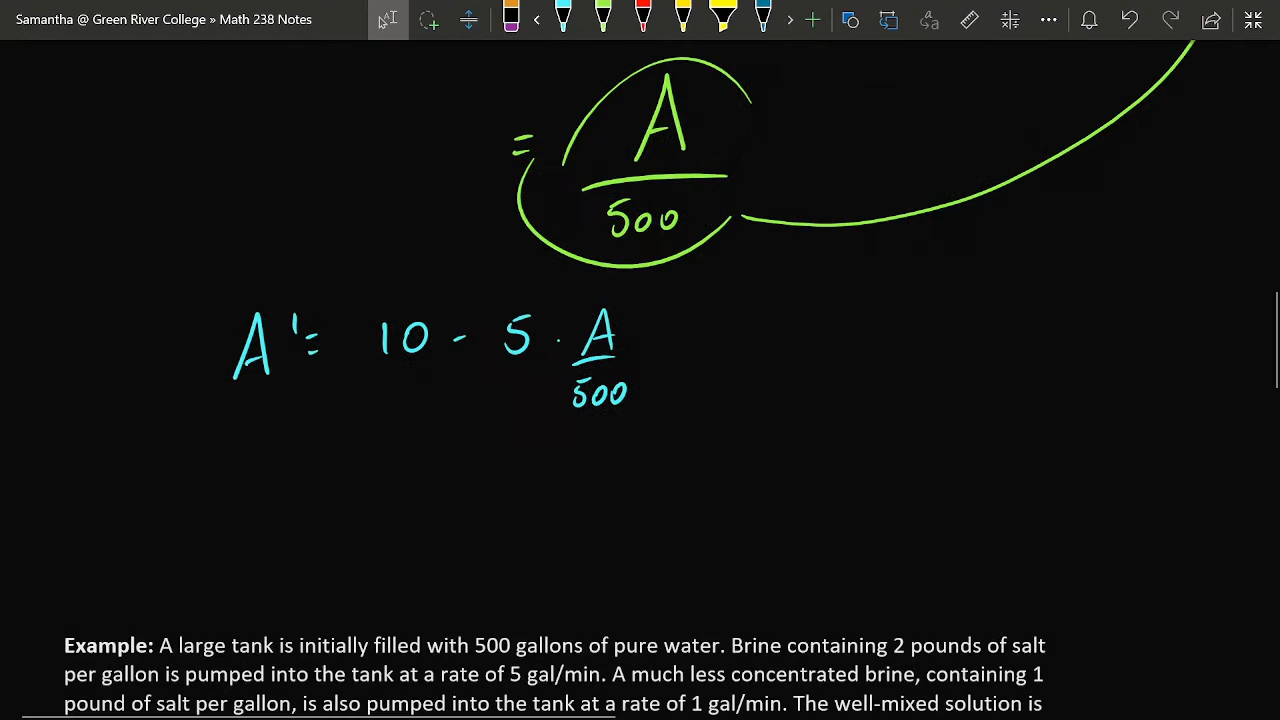 Samantha @ Green River College » Math 238 Notes
= A
500
A' = 10 - 5 · A
500
Example: A large tank is initially filled with 500 gallons of pure water. Brine containing 2 pounds of salt
per gallon is pumped into the tank at a rate of 5 gal/min. A much less concentrated brine, containing 1
pound of salt per gallon, is also pumped into the tank at a rate of 1 gal/min. The well-mixed solution is